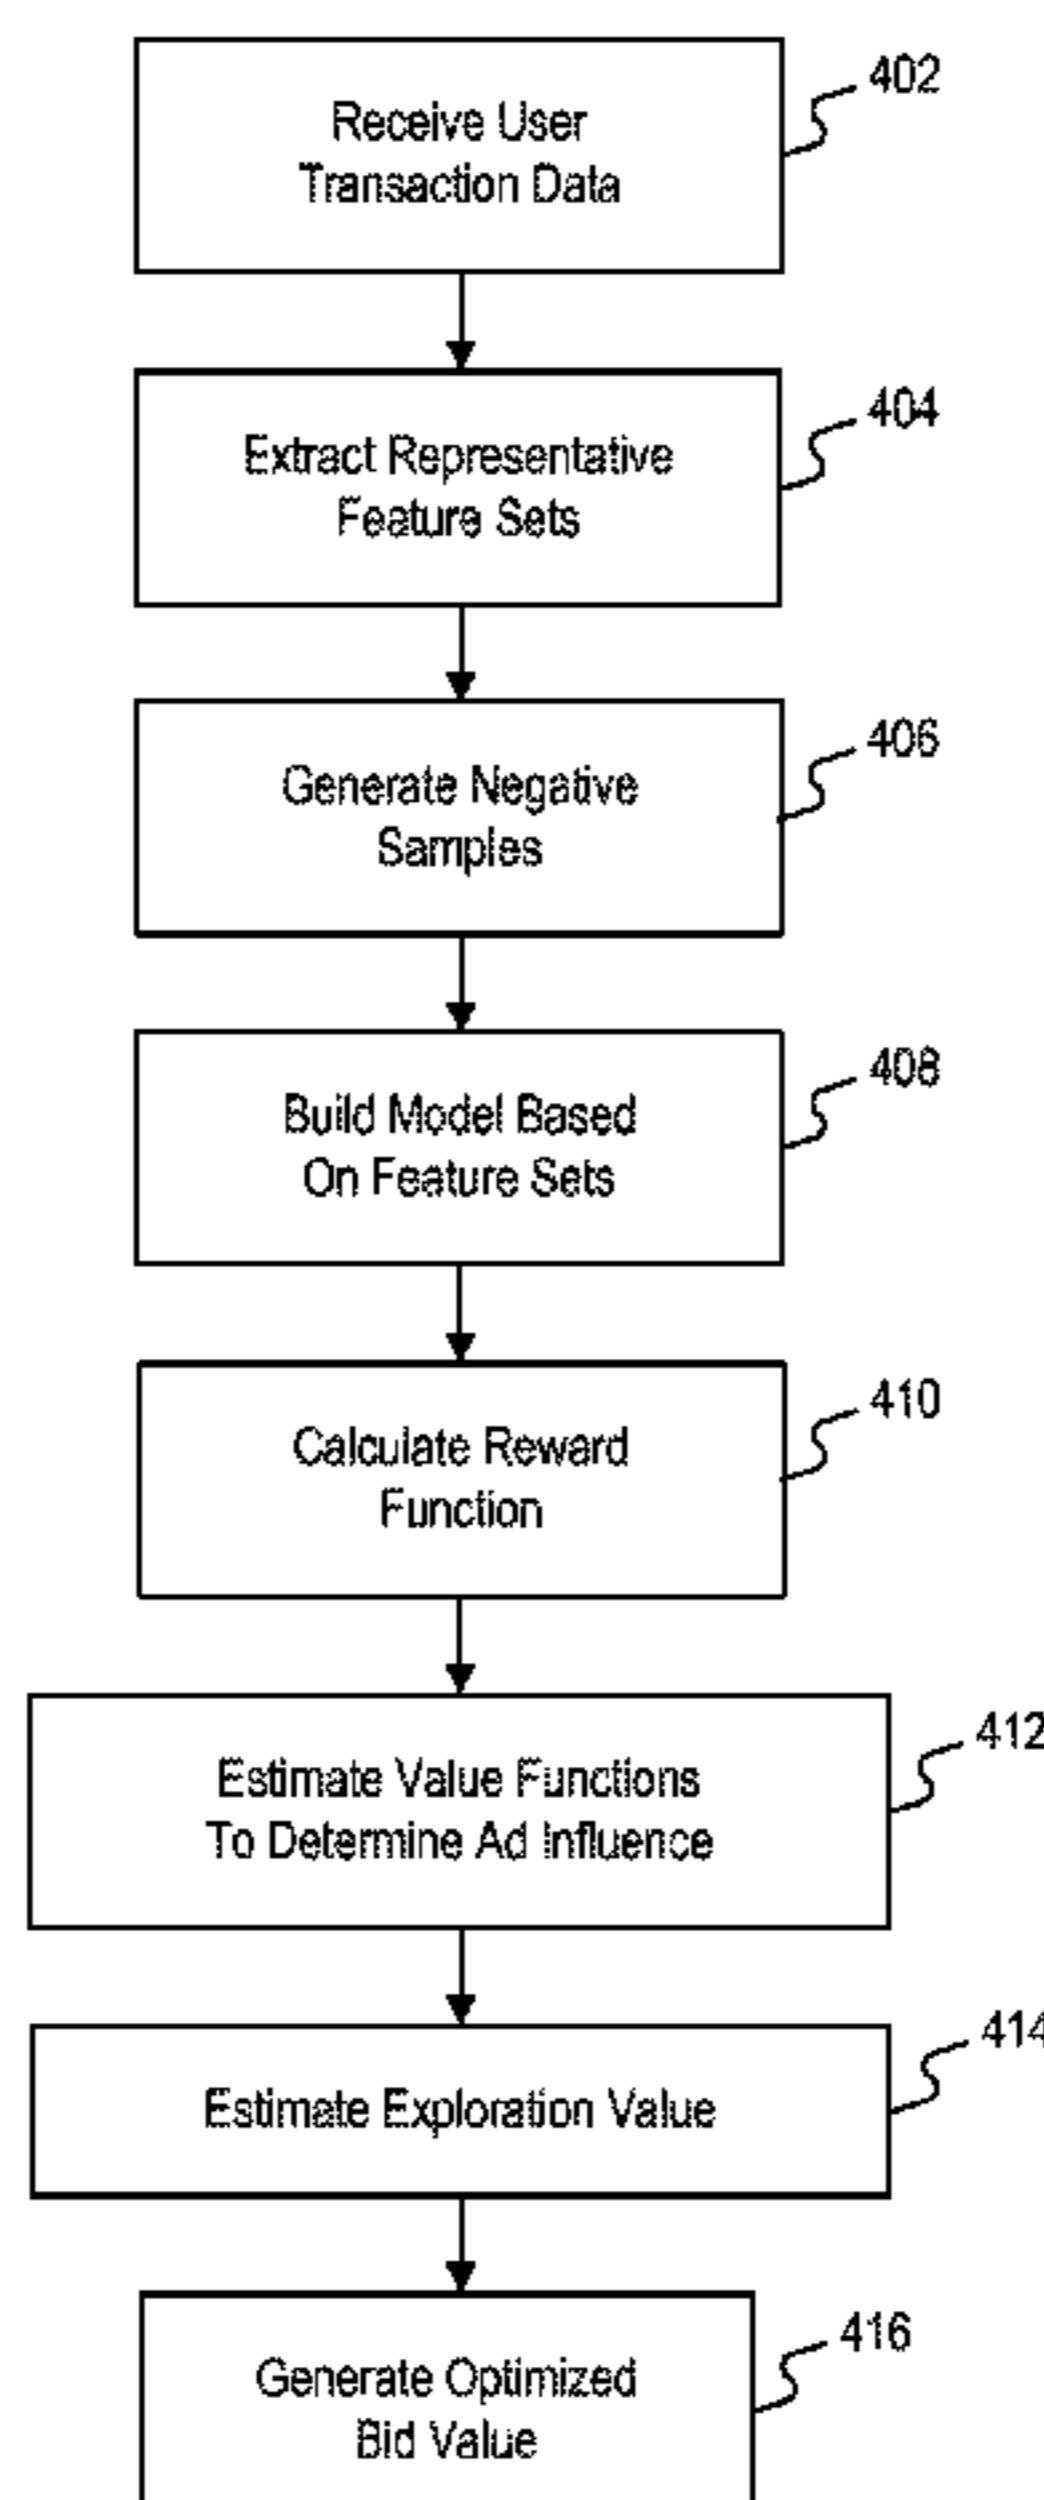 Receive User
Transaction Data
402
Extract Representative
Feature Sets
404
Generate Negative
Samples
406
Build Model Based
On Feature Sets
408
Calculate Reward
Function
410
Estimate Value Functions
To Determine Ad Influence
412
Estimate Exploration Value
414
Generate Optimized
Bid Value
416